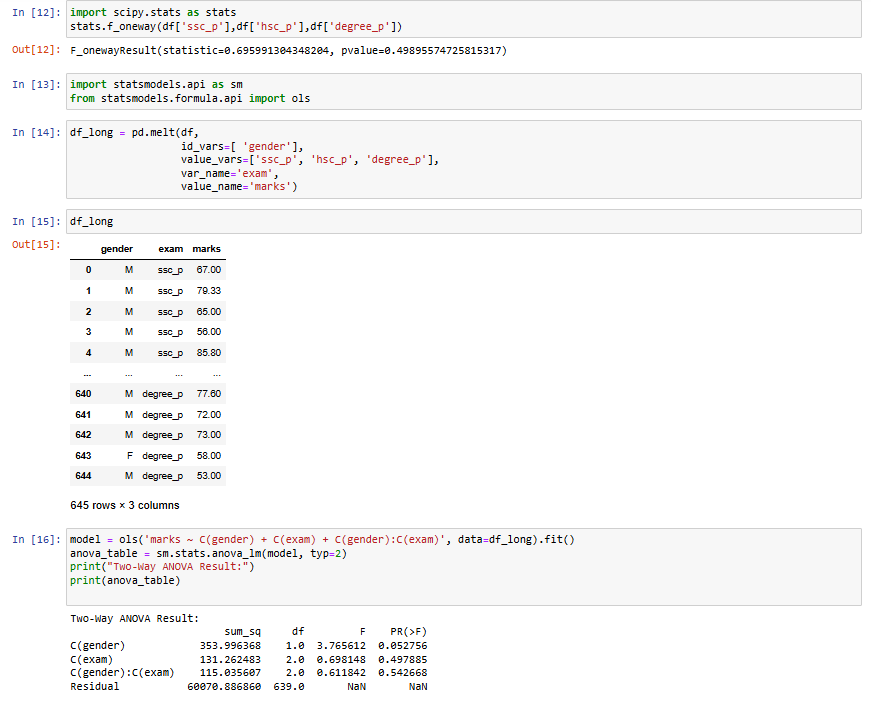 In [12]: import scipy.stats as stats
stats.f_oneway(df['ssc_p'],df['hsc_p'],df['degree_p'])
Out[12]: F_onewayResult(statistic=0.695991304348204, pvalue=0.49895574725815317)
In [13]: import statsmodels.api as sm
from statsmodels.formula.api import ols
In [14]: df_long = pd.melt(df,
id_vars=[ 'gender'],
value_vars=['ssc_p', 'hsc_p', 'degree_p'],
var_name='exam',
value_name='marks')
In [15]: df_long
Out[15]:
gender exam marks
0 M ssc_p 67.00
1 M ssc_p 79.33
2 M ssc_p 65.00
3 M ssc_p 56.00
4 M ssc_p 85.80
... ... ... ...
640 M degree_p 77.60
641 M degree_p 72.00
642 M degree_p 73.00
643 F degree_p 58.00
644 M degree_p 53.00
645 rows × 3 columns
In [16]: model = ols('marks ~ C(gender) + C(exam) + C(gender):C(exam)', data=df_long).fit()
anova_table = sm.stats.anova_lm(model, typ=2)
print("Two-Way ANOVA Result:")
print(anova_table)
Two-Way ANOVA Result:
sum_sq df F PR(>F)
C(gender) 353.996368 1.0 3.765612 0.052756
C(exam) 131.262483 2.0 0.698148 0.497885
C(gender):C(exam) 115.035607 2.0 0.611842 0.542668
Residual 60070.886860 639.0 NaN NaN